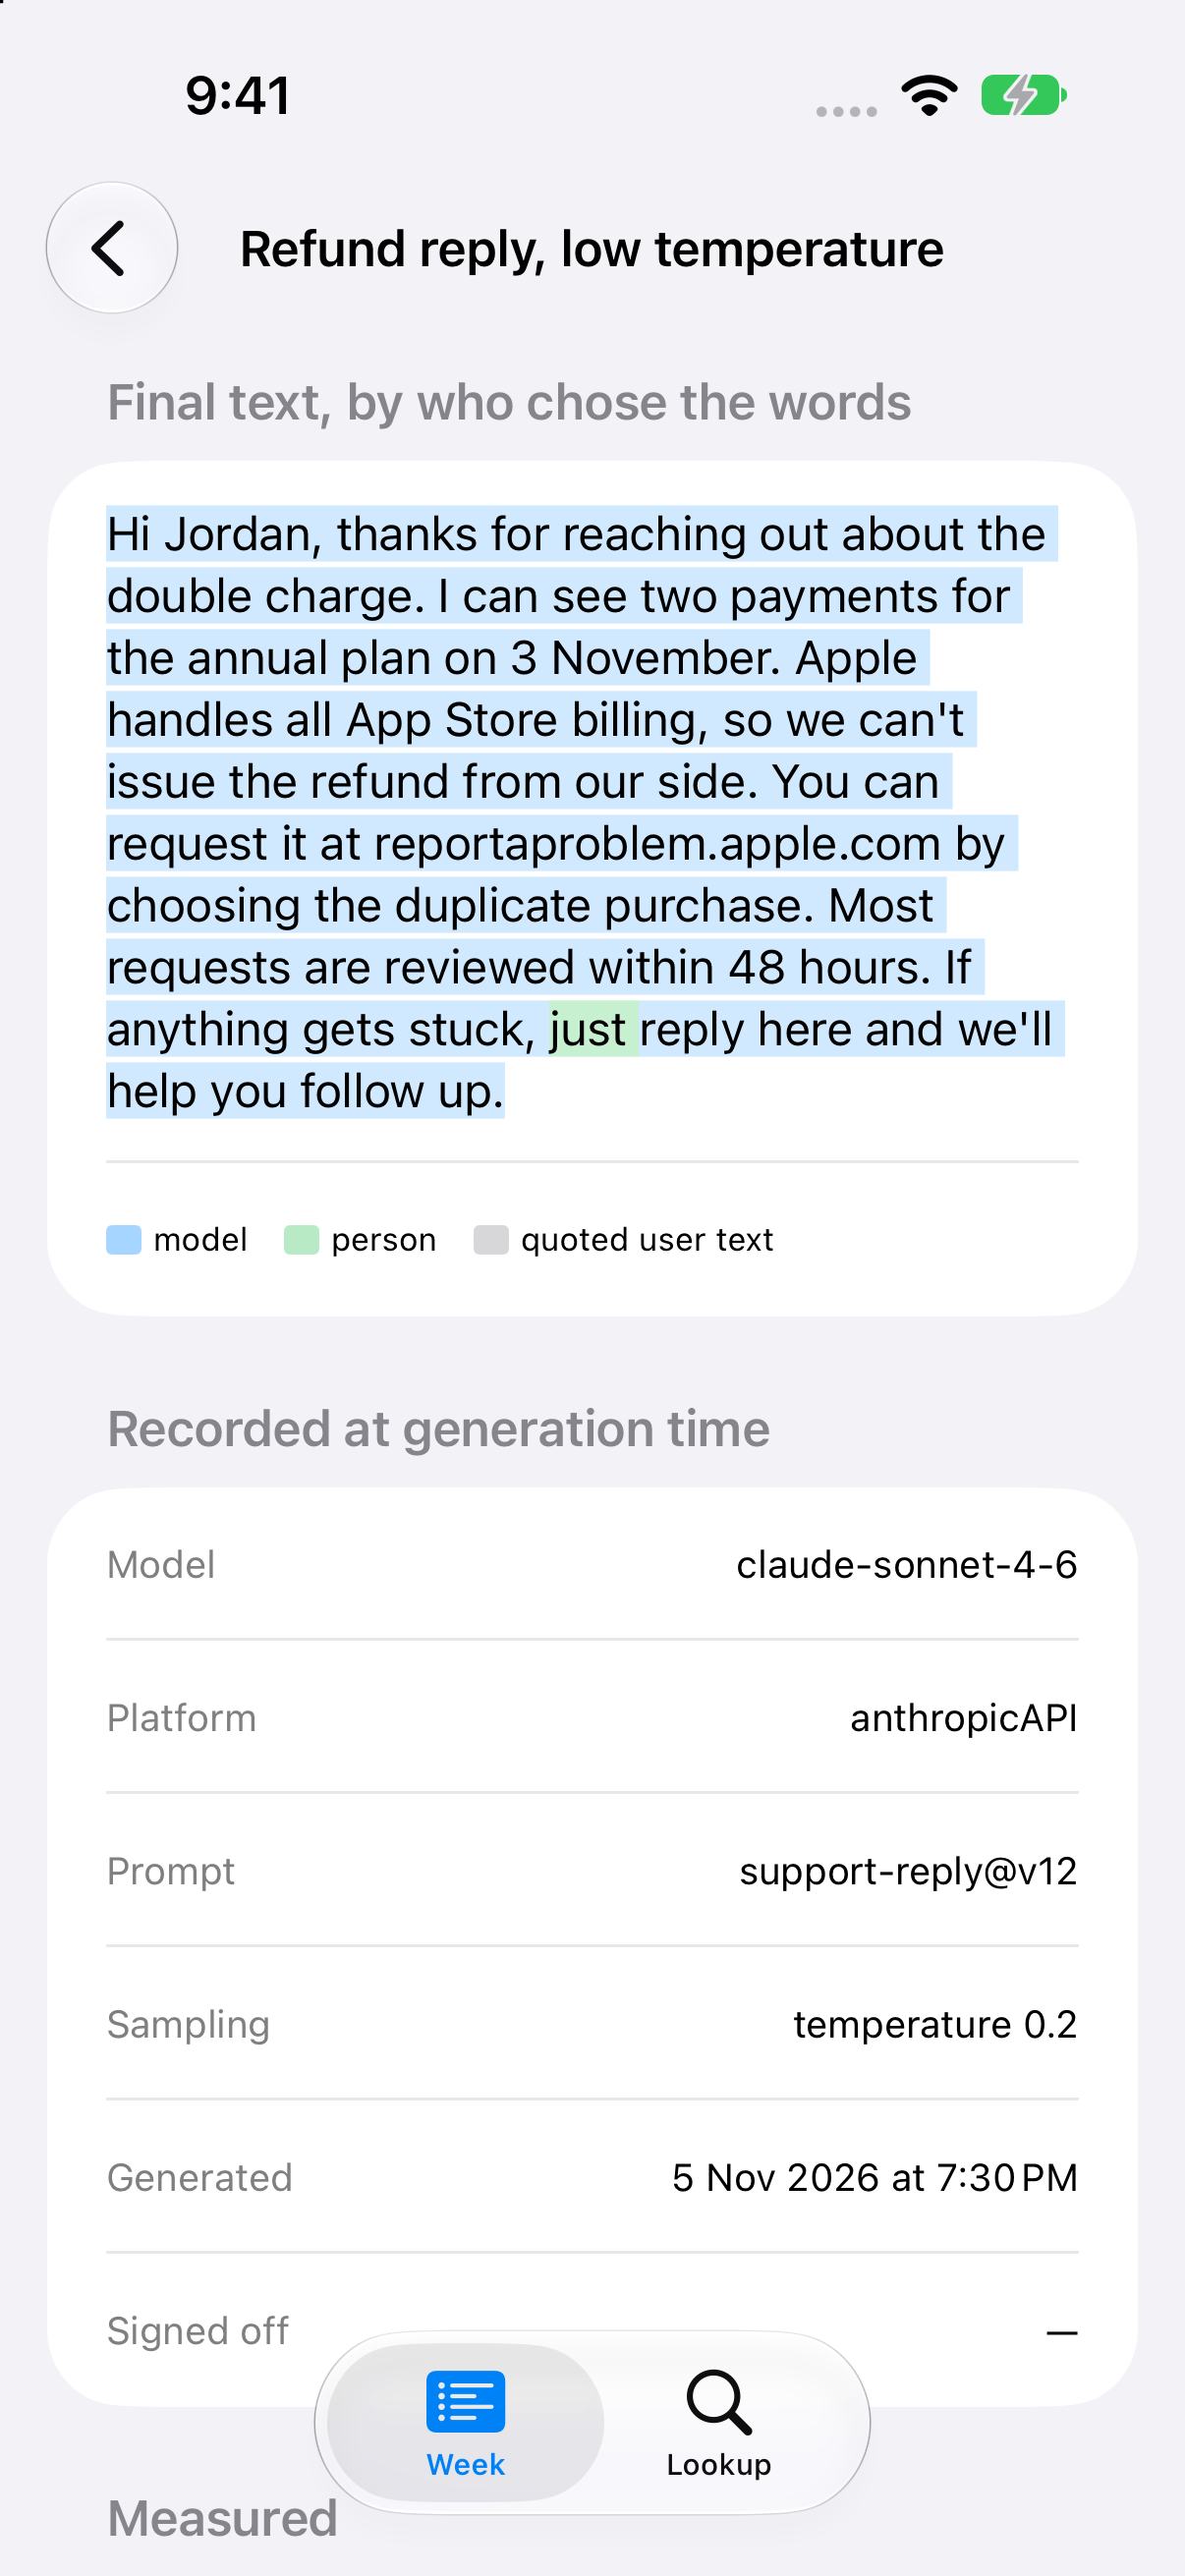 9:41
Refund reply, low temperature
Final text, by who chose the words
Hi Jordan, thanks for reaching out about the
double charge. I can see two payments for
the annual plan on 3 November. Apple
handles all App Store billing, so we can't
issue the refund from our side. You can
request it at reportaproblem.apple.com by
choosing the duplicate purchase. Most
requests are reviewed within 48 hours. If
anything gets stuck, just reply here and we'll
help you follow up.
model person quoted user text
Recorded at generation time
Model claude-sonnet-4-6
Platform anthropicAPI
Prompt support-reply@v12
Sampling temperature 0.2
Generated 5 Nov 2026 at 7:30 PM
Signed off —
Week Lookup
Measured